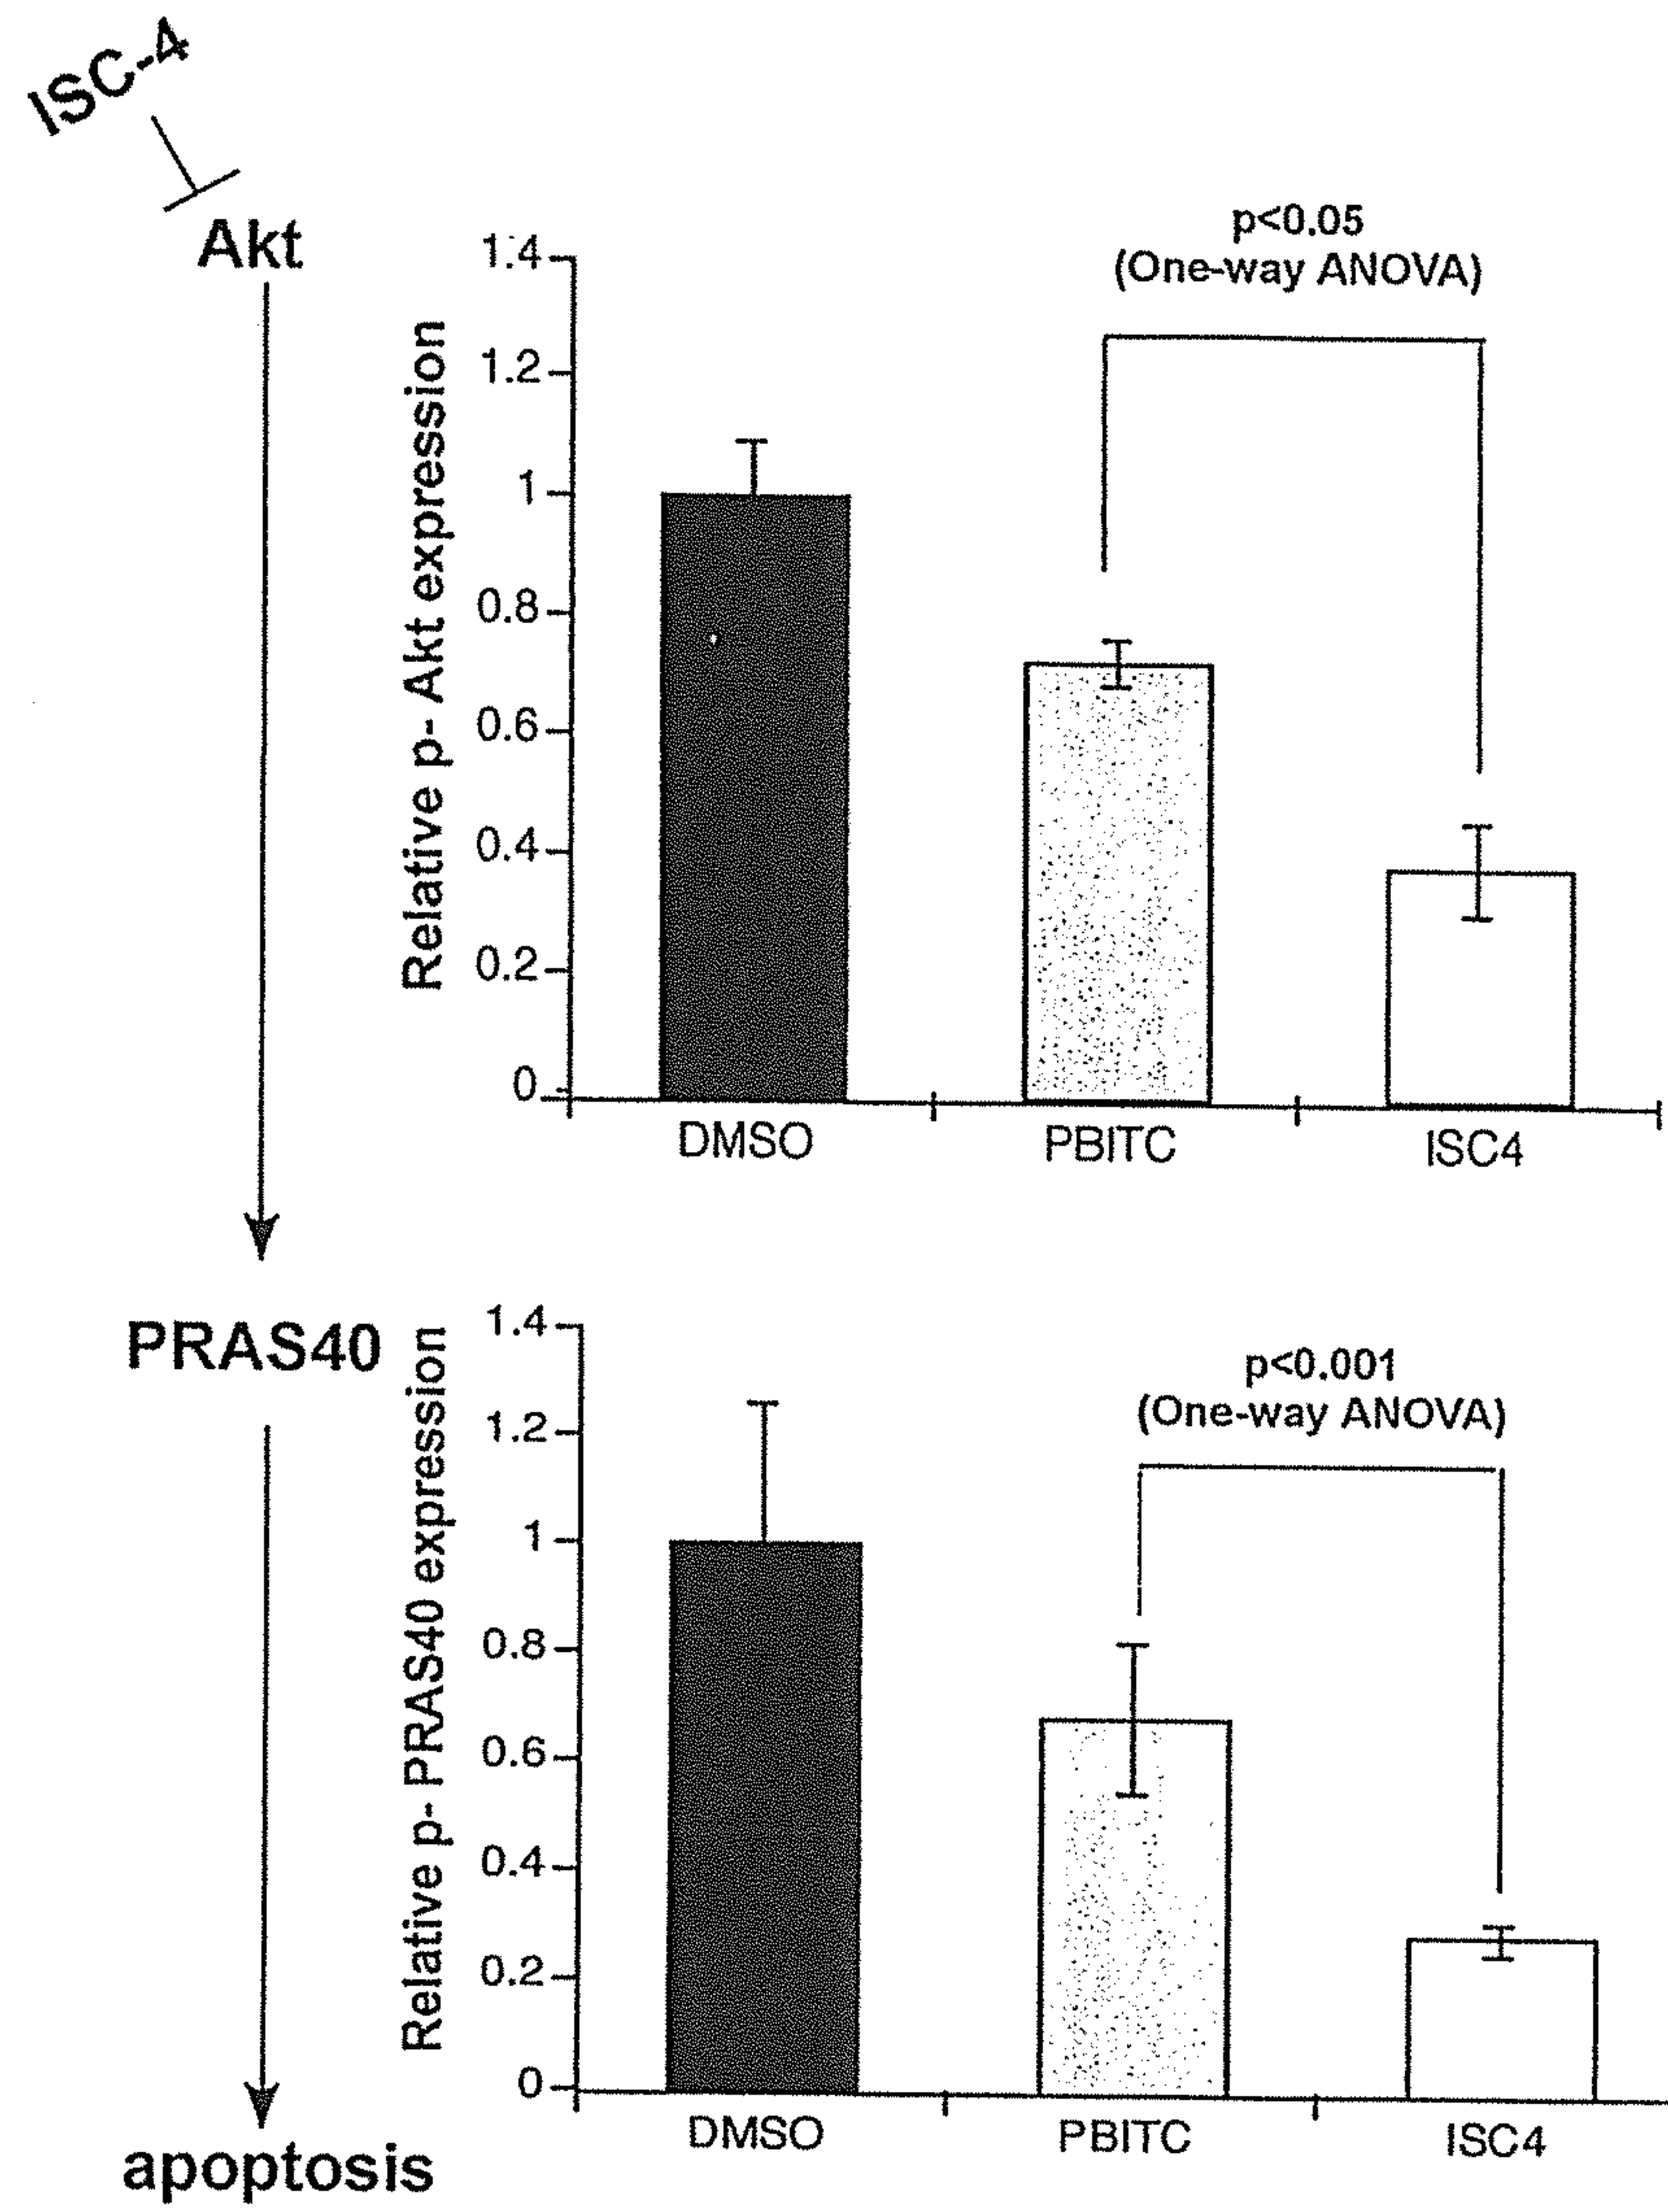 ISC-4
Akt
p<0.05
(One-way ANOVA)
Relative p- Akt expression
1.4
1.2
1
0.8
0.6
0.4
0.2
0
DMSO PBITC ISC4
PRAS40
p<0.001
(One-way ANOVA)
Relative p- PRAS40 expression
1.4
1.2
1
0.8
0.6
0.4
0.2
0
DMSO PBITC ISC4
apoptosis